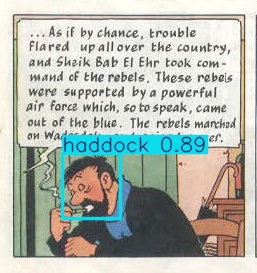 ... As if by chance, trouble
flared up all over the country,
and Sheik Bab El Ehr took com-
mand of the rebels. These rebels
were supported by a powerful
air force which, so to speak, came
out of the blue. The rebels marched
on
haddock 0.89